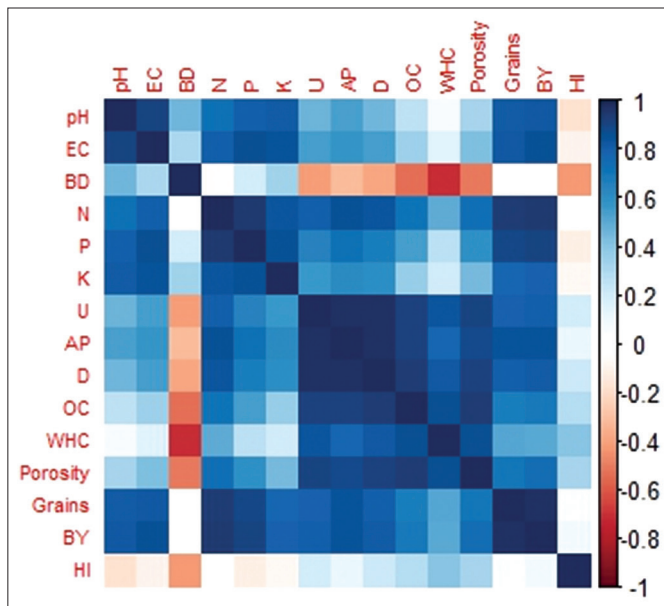 pH EC BD N P K U AP D OC WHC Porosity Grains BY HI
pH
EC
BD
N
P
K
U
AP
D
OC
WHC
Porosity
Grains
BY
HI
1
0.8
0.6
0.4
0.2
0
-0.2
-0.4
-0.6
-0.8
-1